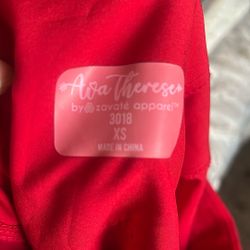 Ava Therese
by zavaté apparel™
3018
XS
MADE IN CHINA